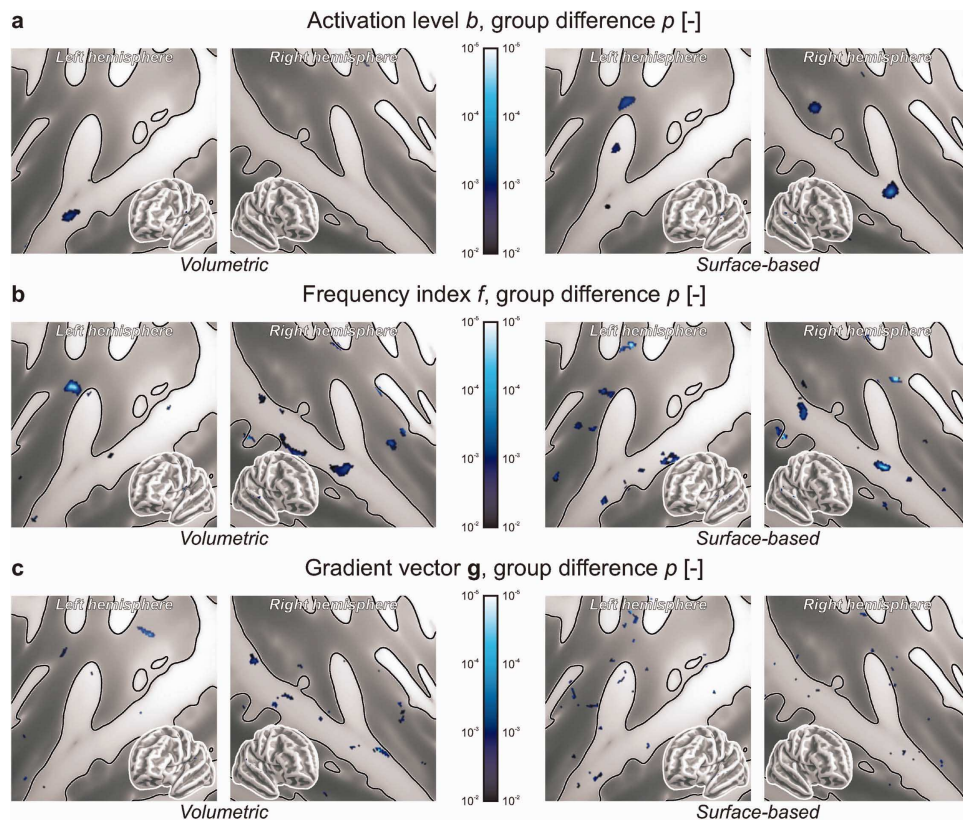 a Activation level b, group difference p [-]
Left hemisphere Right hemisphere Left hemisphere Right hemisphere
10⁻⁵ 10⁻⁵
10⁻⁴ 10⁻⁴
10⁻³ 10⁻³
10⁻² 10⁻²
Volumetric Surface-based
b Frequency index f, group difference p [-]
Left hemisphere Right hemisphere Left hemisphere Right hemisphere
10⁻⁵ 10⁻⁵
10⁻⁴ 10⁻⁴
10⁻³ 10⁻³
10⁻² 10⁻²
Volumetric Surface-based
c Gradient vector g, group difference p [-]
Left hemisphere Right hemisphere Left hemisphere Right hemisphere
10⁻⁵ 10⁻⁵
10⁻⁴ 10⁻⁴
10⁻³ 10⁻³
10⁻² 10⁻²
Volumetric Surface-based